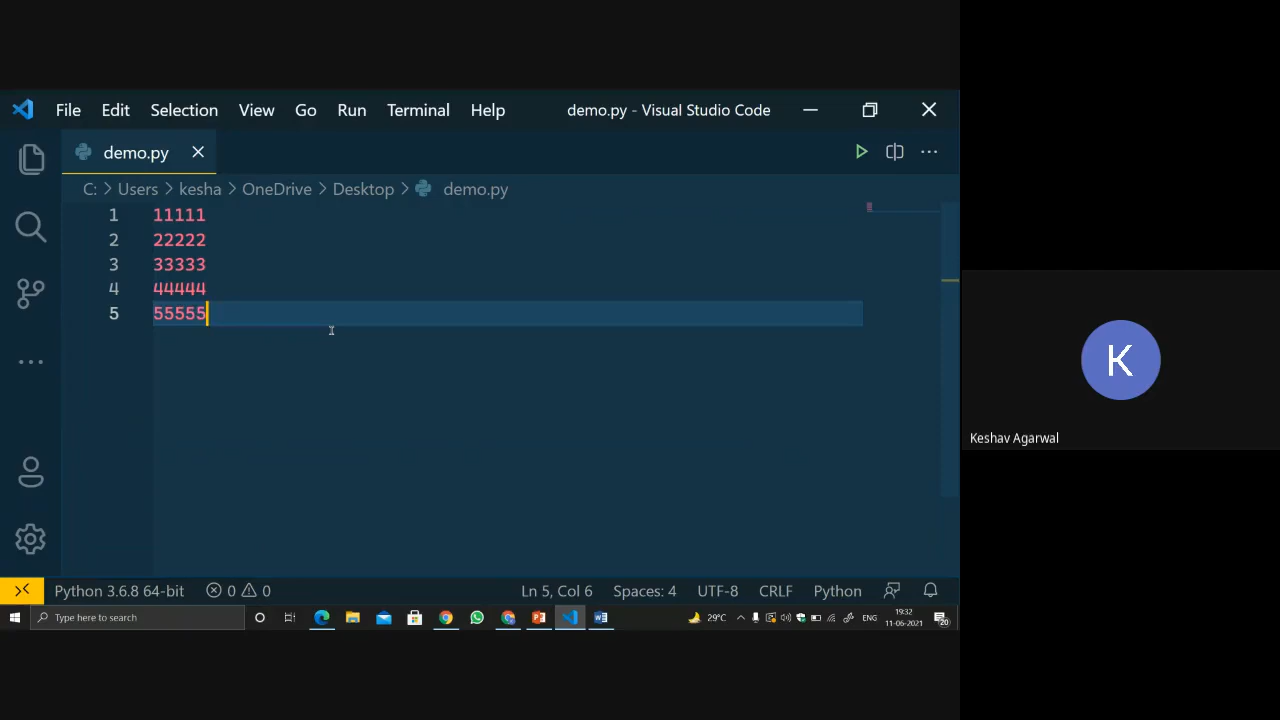 File Edit Selection View Go Run Terminal Help demo.py - Visual Studio Code
demo.py
C: > Users > kesha > OneDrive > Desktop > demo.py
1 11111
2 22222
3 33333
4 44444
5 55555
K
Keshav Agarwal
Python 3.6.8 64-bit 0 0 Ln 5, Col 6 Spaces: 4 UTF-8 CRLF Python
Type here to search 29°C ENG 19:32
11-06-2021 20